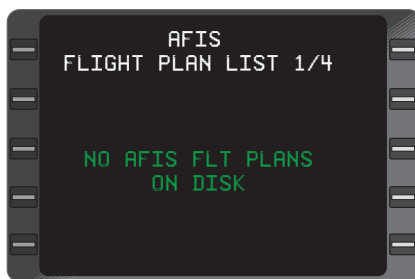 AFIS
FLIGHT PLAN LIST 1/4
NO AFIS FLT PLANS
ON DISK